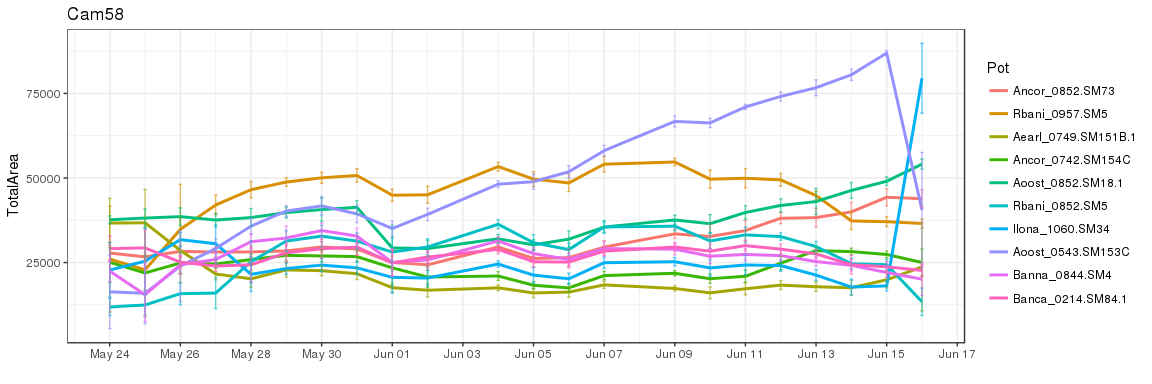 Cam58
TotalArea
75000
50000
25000
May 24 May 26 May 28 May 30 Jun 01 Jun 03 Jun 05 Jun 07 Jun 09 Jun 11 Jun 13 Jun 15 Jun 17
Pot
Ancor_0852.SM73
Rbani_0957.SM5
Aearl_0749.SM151B.1
Ancor_0742.SM154C
Aoost_0852.SM18.1
Rbani_0852.SM5
Ilona_1060.SM34
Aoost_0543.SM153C
Banna_0844.SM4
Banca_0214.SM84.1